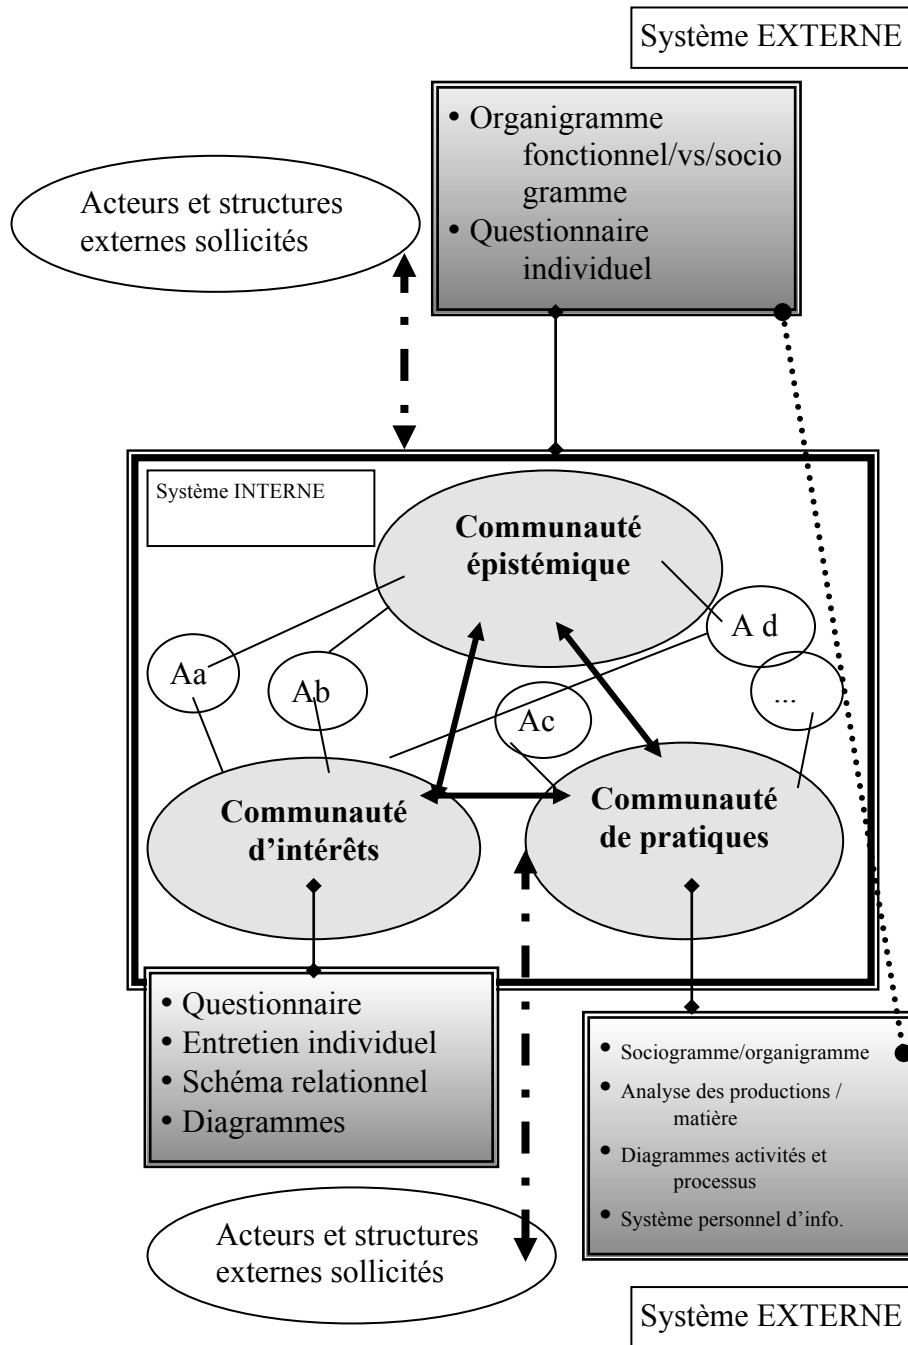 Système EXTERNE
• Organigramme
fonctionnel/vs/socio
gramme
• Questionnaire
individuel
Acteurs et structures
externes sollicités
Système INTERNE
Communauté
épistémique
Aa
Ab
Ac
A d
...
Communauté
d’intérêts
Communauté
de pratiques
• Questionnaire
• Entretien individuel
• Schéma relationnel
• Diagrammes
• Sociogramme/organigramme
• Analyse des productions /
matière
• Diagrammes activités et
processus
• Système personnel d’info.
Acteurs et structures
externes sollicités
Système EXTERNE